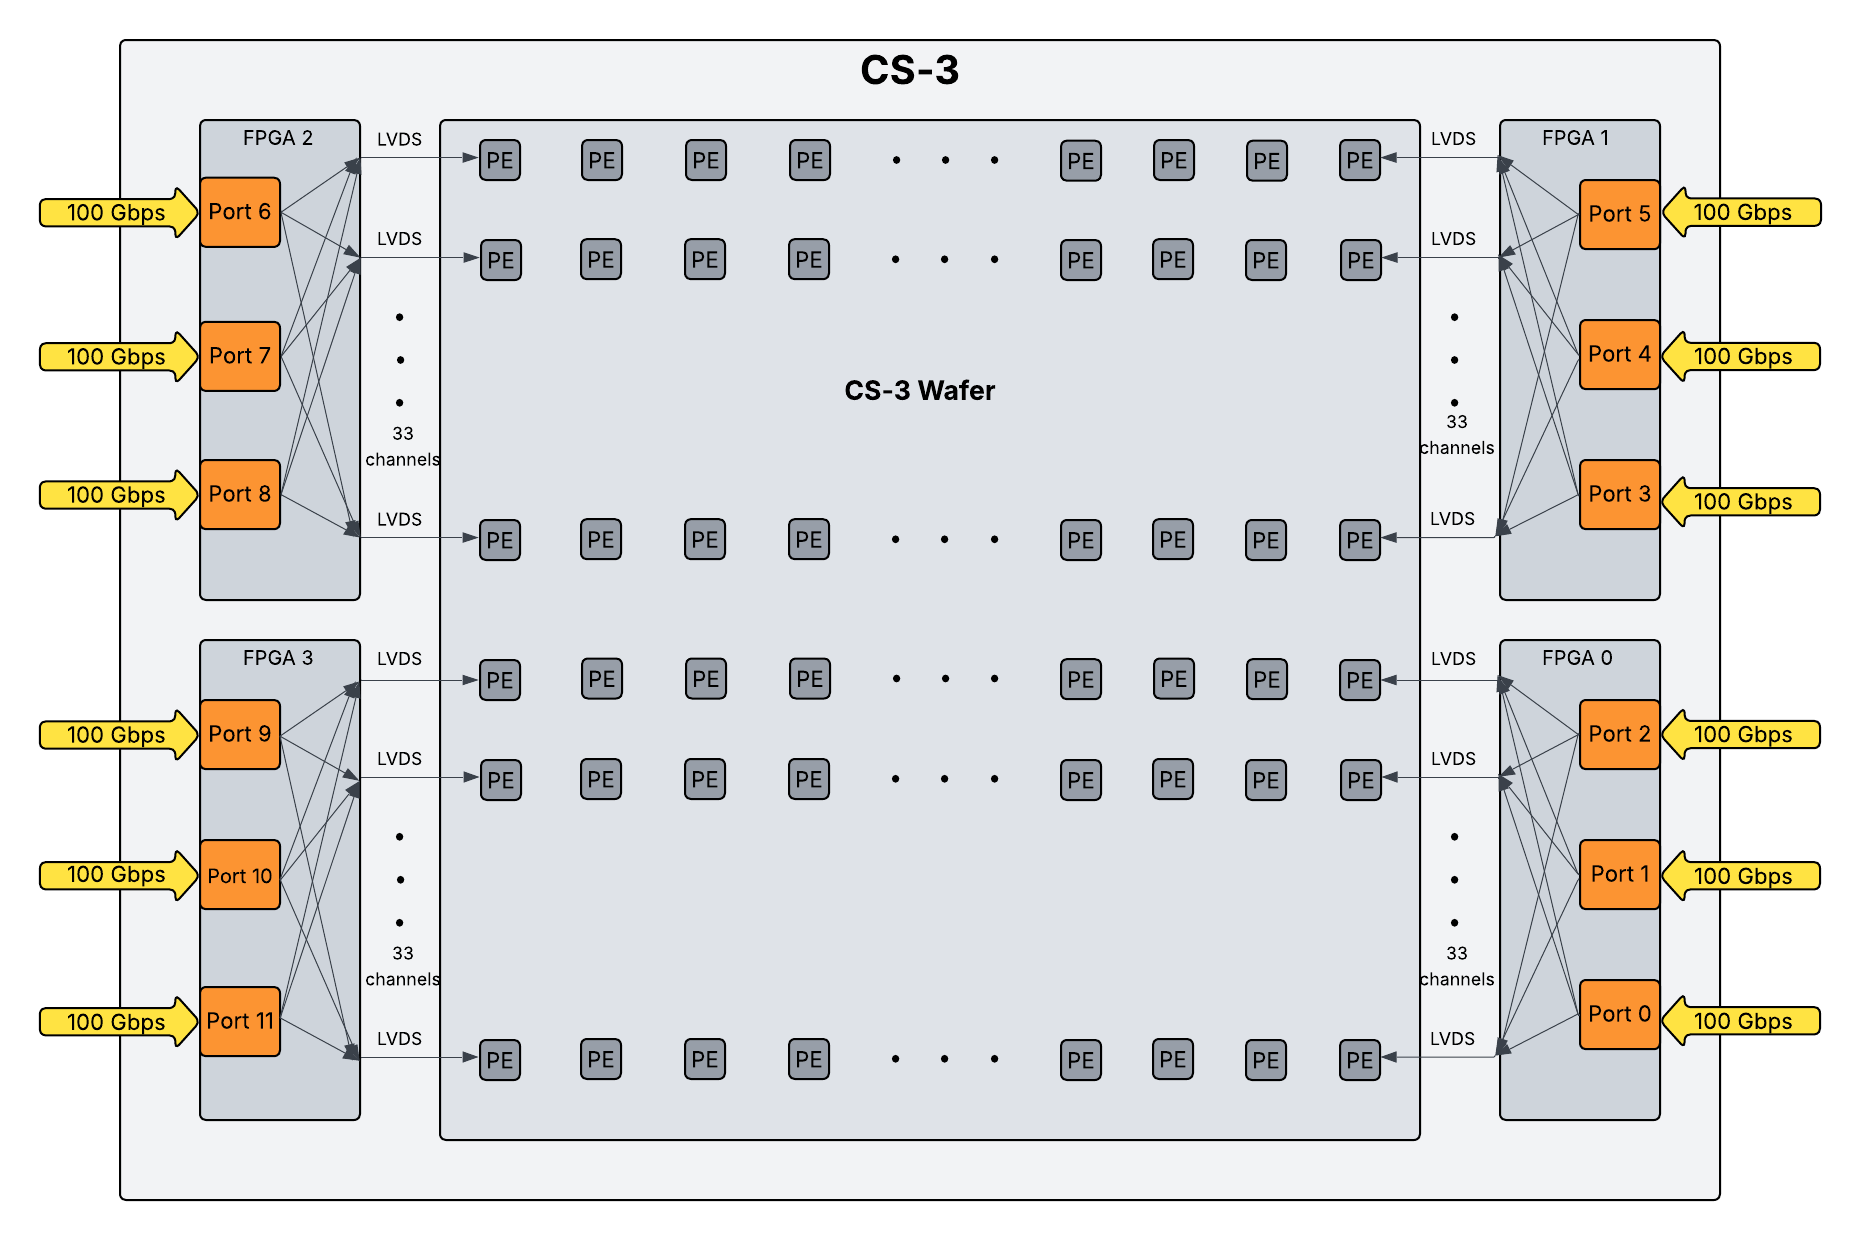 CS-3
FPGA 2
LVDS
PE PE PE PE PE PE PE PE
LVDS
FPGA 1
100 Gbps
Port 6
Port 5
100 Gbps
LVDS
PE PE PE PE PE PE PE PE
LVDS
100 Gbps
Port 7
Port 4
100 Gbps
CS-3 Wafer
33
channels
33
channels
100 Gbps
Port 8
Port 3
100 Gbps
LVDS
PE PE PE PE PE PE PE PE
LVDS
FPGA 3
LVDS
PE PE PE PE PE PE PE PE
LVDS
FPGA 0
100 Gbps
Port 9
Port 2
100 Gbps
LVDS
PE PE PE PE PE PE PE PE
LVDS
100 Gbps
Port 10
Port 1
100 Gbps
33
channels
33
channels
100 Gbps
Port 11
Port 0
100 Gbps
LVDS
PE PE PE PE PE PE PE PE
LVDS